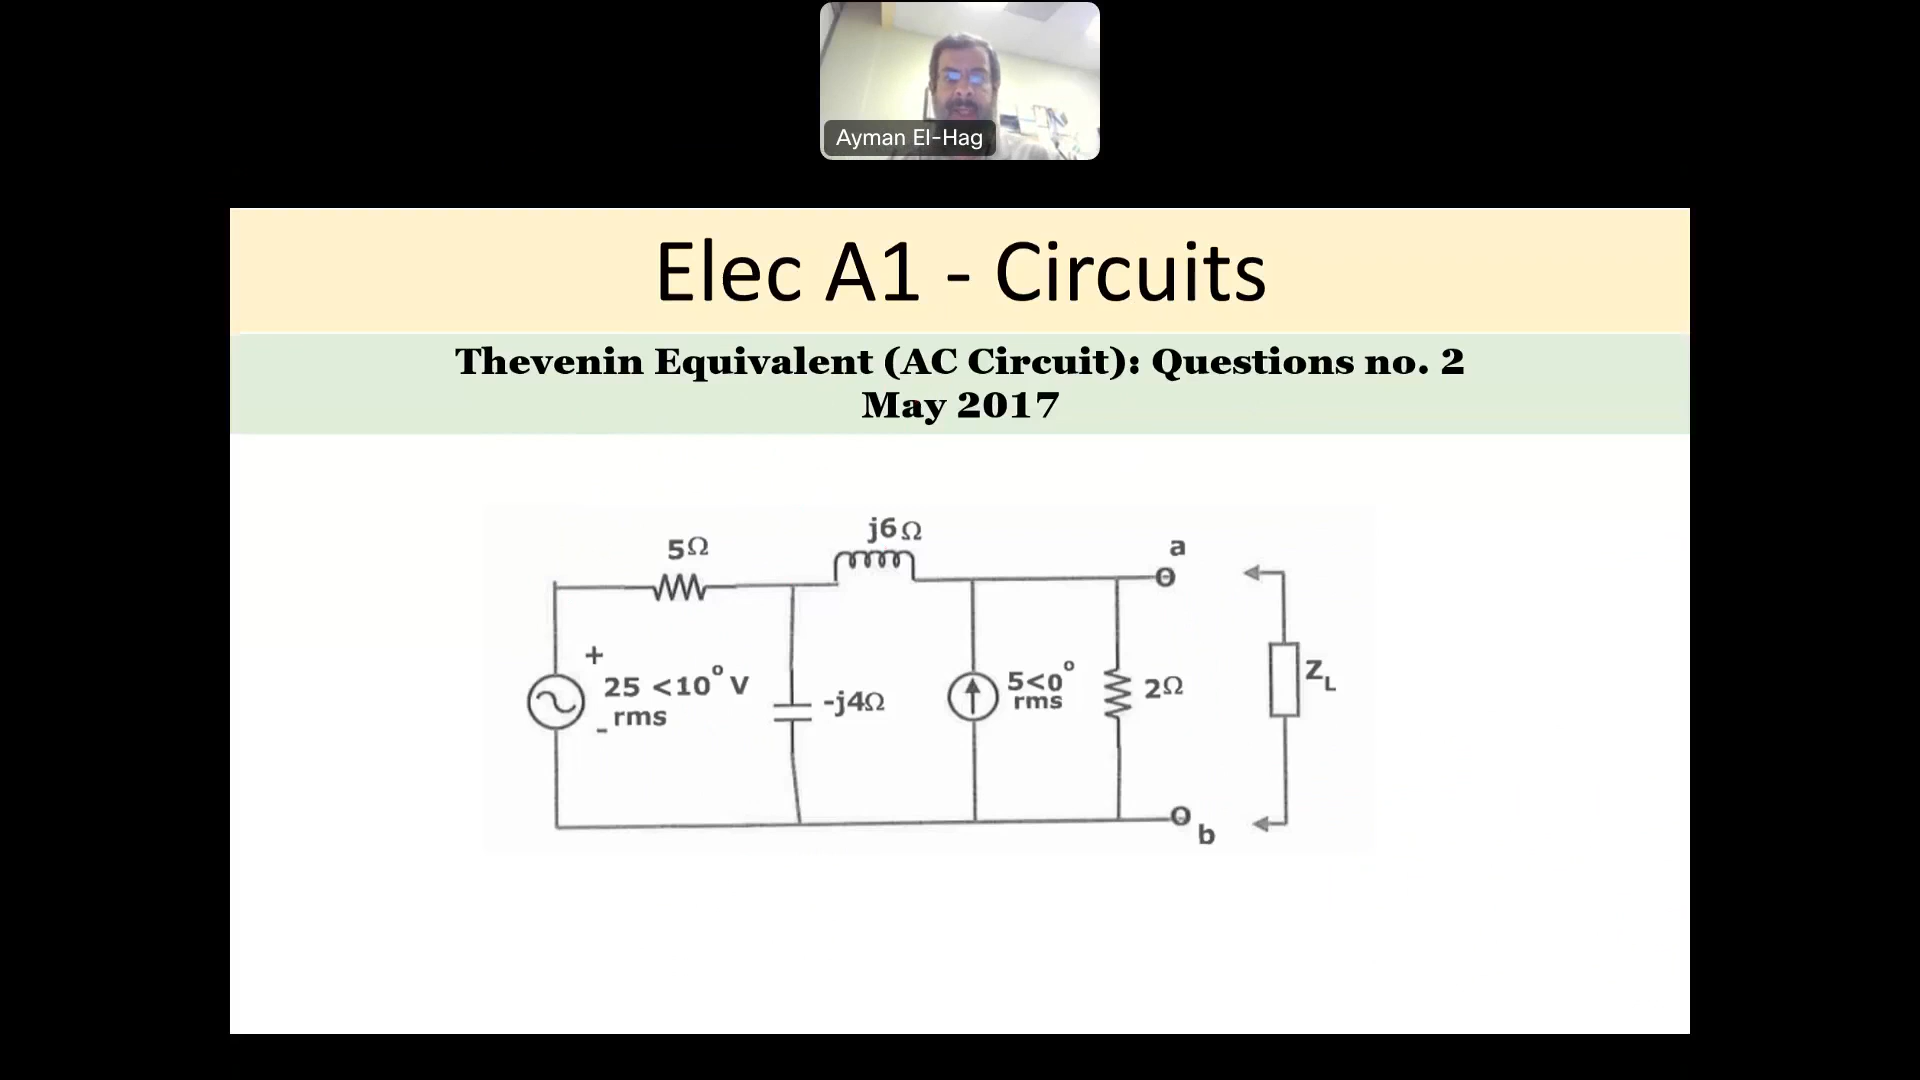 Ayman El-Hag
Elec A1 - Circuits
Thevenin Equivalent (AC Circuit): Questions no. 2
May 2017
5Ω
j6Ω
a
+
25 <10° V
- rms
-j4Ω
5<0°
rms
2Ω
ZL
b